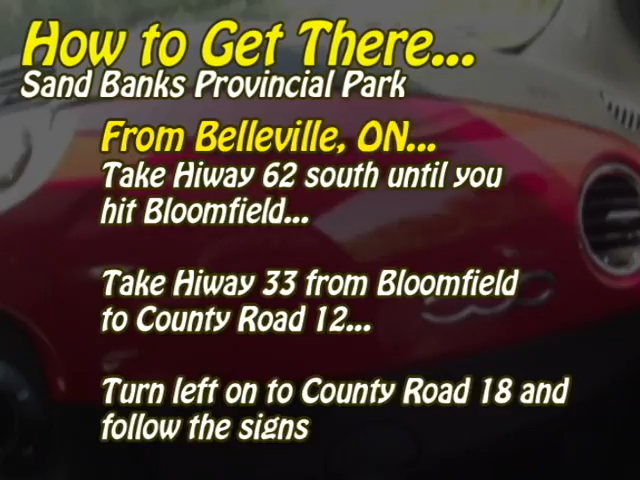 How to Get There...
Sand Banks Provincial Park
From Belleville, ON...
Take Hiway 62 south until you
hit Bloomfield...
Take Hiway 33 from Bloomfield
to County Road 12...
Turn left on to County Road 18 and
follow the signs